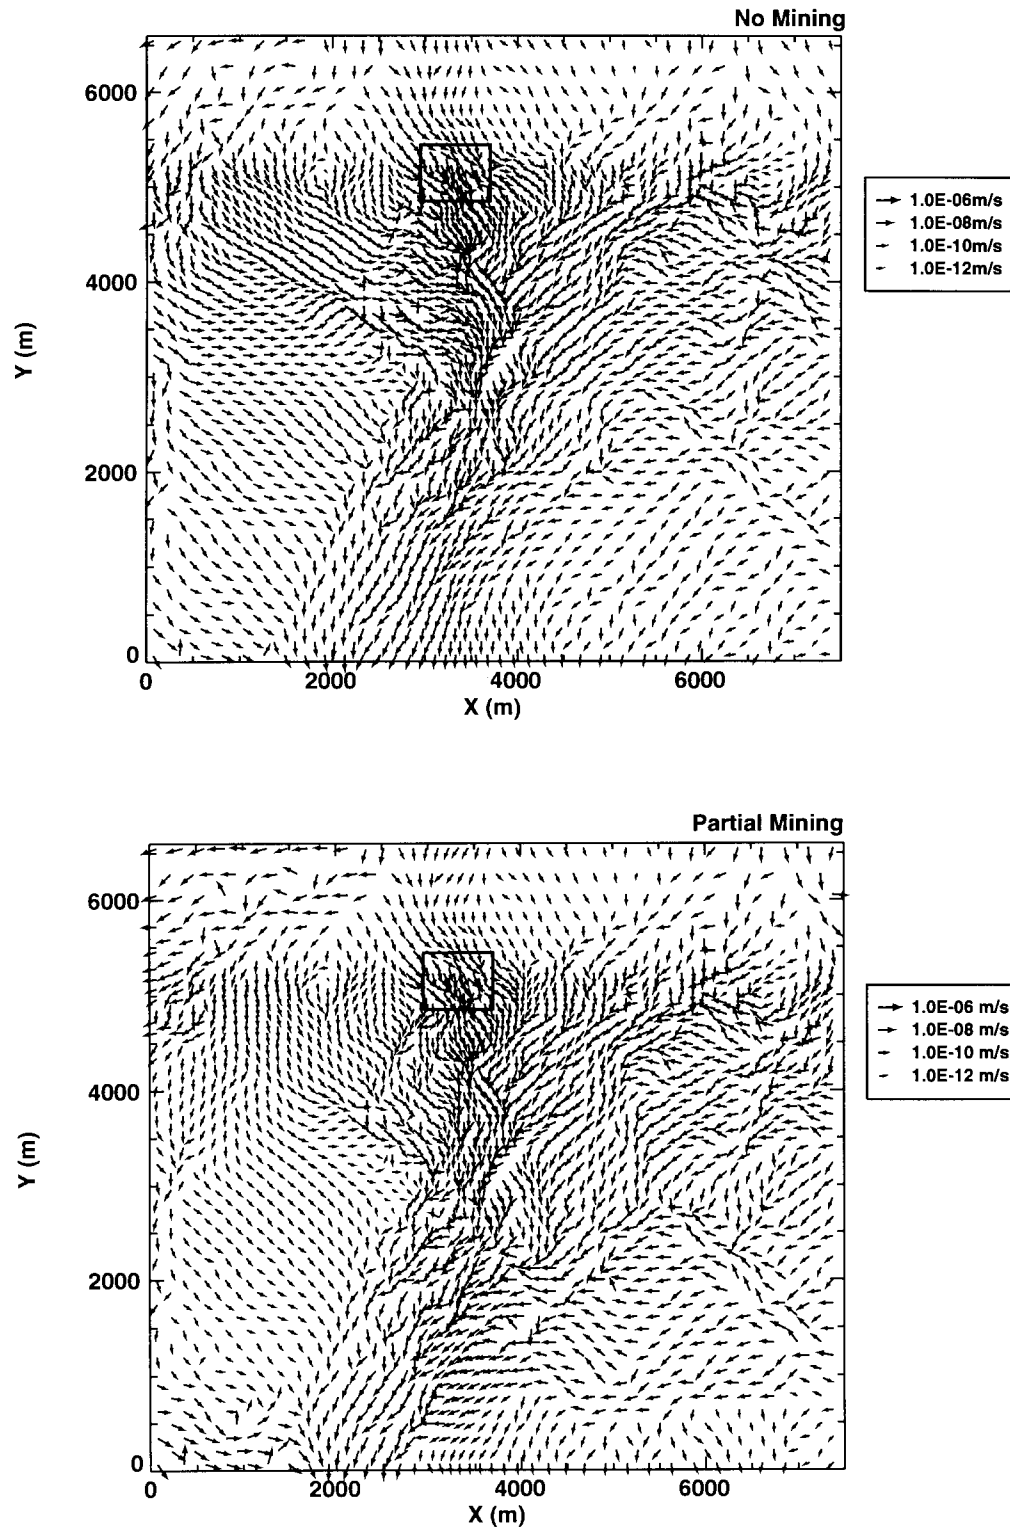 No Mining
6000
4000
2000
0
Y (m)
0 2000 4000 6000
X (m)
1.0E-06m/s
1.0E-08m/s
1.0E-10m/s
1.0E-12m/s
Partial Mining
6000
4000
2000
0
Y (m)
0 2000 4000 6000
X (m)
1.0E-06 m/s
1.0E-08 m/s
1.0E-10 m/s
1.0E-12 m/s